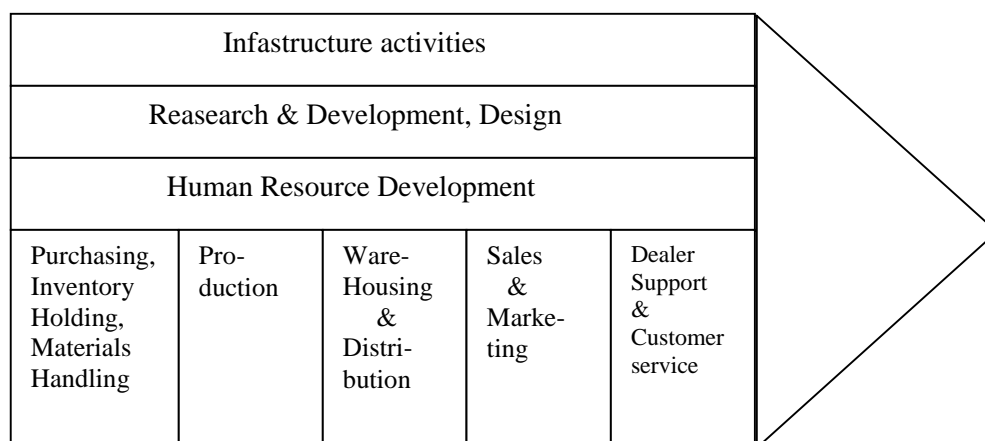 Infastructure activities
Reasearch & Development, Design
Human Resource Development
Purchasing,
Inventory
Holding,
Materials
Handling
Pro-
duction
Ware-
Housing
&
Distri-
bution
Sales
&
Marke-
ting
Dealer
Support
&
Customer
service